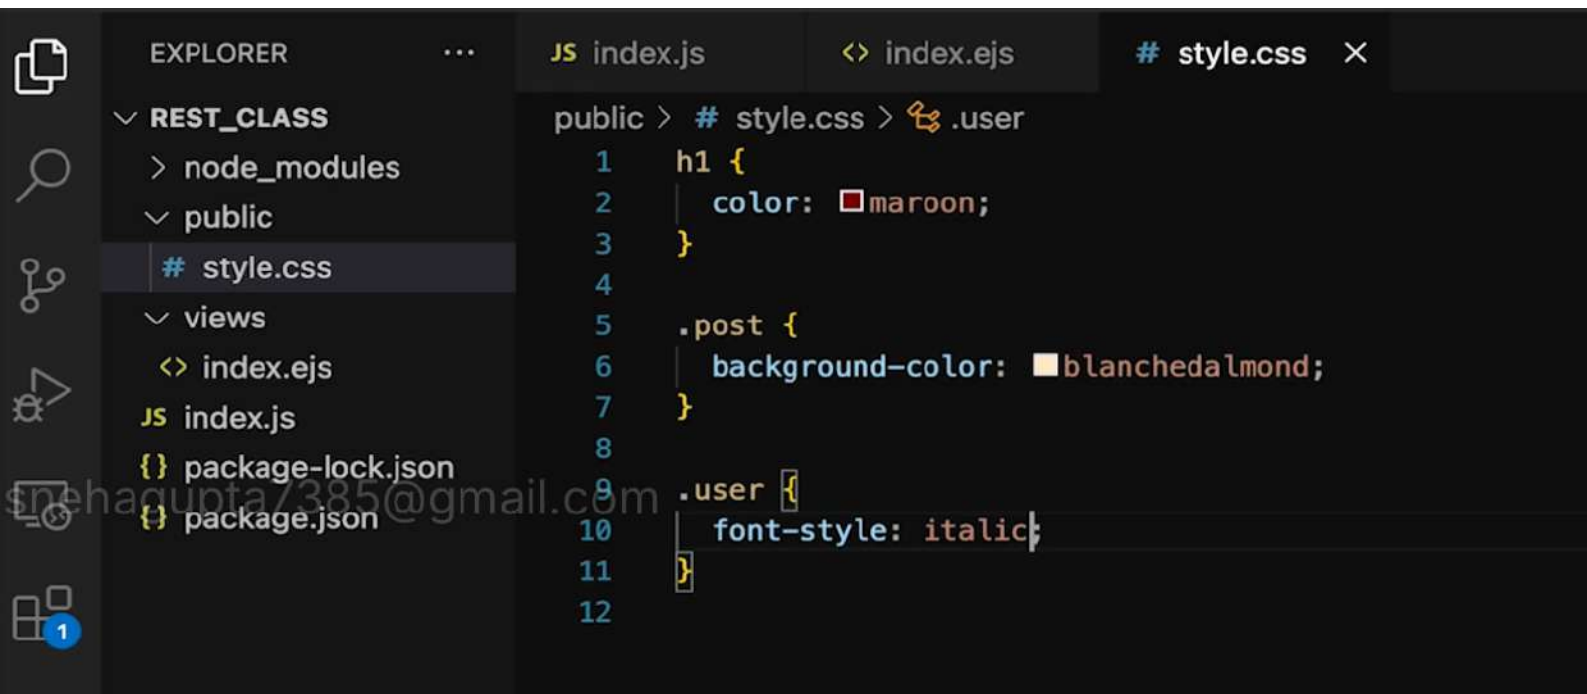 EXPLORER ...
REST_CLASS
node_modules
public
# style.css
views
<> index.ejs
JS index.js
{} package-lock.json
{} package.json
1
JS index.js <> index.ejs # style.css ×
public > # style.css > .user
1 h1 {
2 color: maroon;
3 }
4
5 .post {
6 background-color: blanchedalmond;
7 }
8
9 .user {
10 font-style: italic;
11 }
12
snehagupta7385@gmail.com